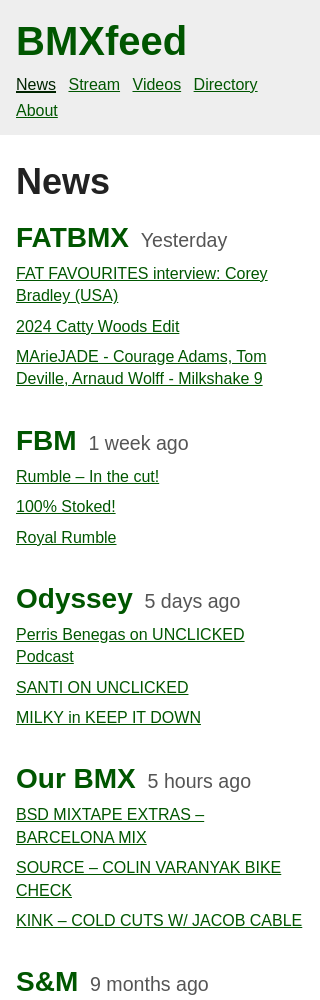 BMXfeed
News Stream Videos Directory
About
News
FATBMX Yesterday
FAT FAVOURITES interview: Corey
Bradley (USA)
2024 Catty Woods Edit
MArieJADE - Courage Adams, Tom
Deville, Arnaud Wolff - Milkshake 9
FBM 1 week ago
Rumble – In the cut!
100% Stoked!
Royal Rumble
Odyssey 5 days ago
Perris Benegas on UNCLICKED
Podcast
SANTI ON UNCLICKED
MILKY in KEEP IT DOWN
Our BMX 5 hours ago
BSD MIXTAPE EXTRAS –
BARCELONA MIX
SOURCE – COLIN VARANYAK BIKE
CHECK
KINK – COLD CUTS W/ JACOB CABLE
S&M 9 months ago